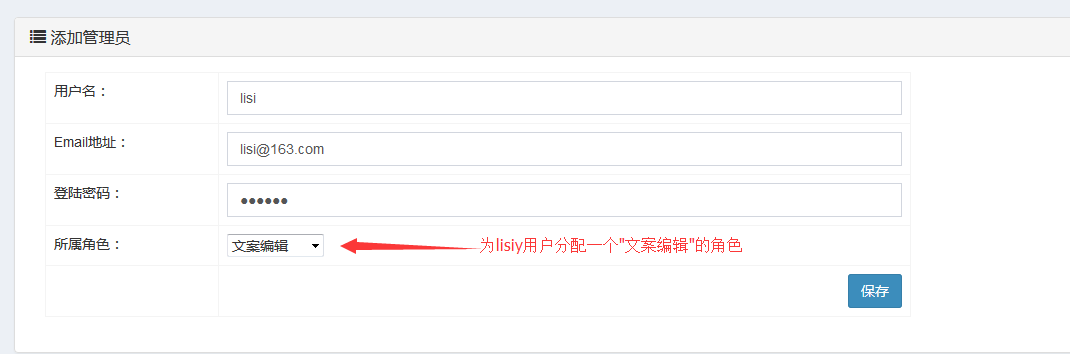 添加管理员
用户名：
lisi
Email地址：
lisi@163.com
登陆密码：
●●●●●●
所属角色：
文案编辑
为lisiy用户分配一个"文案编辑"的角色
保存